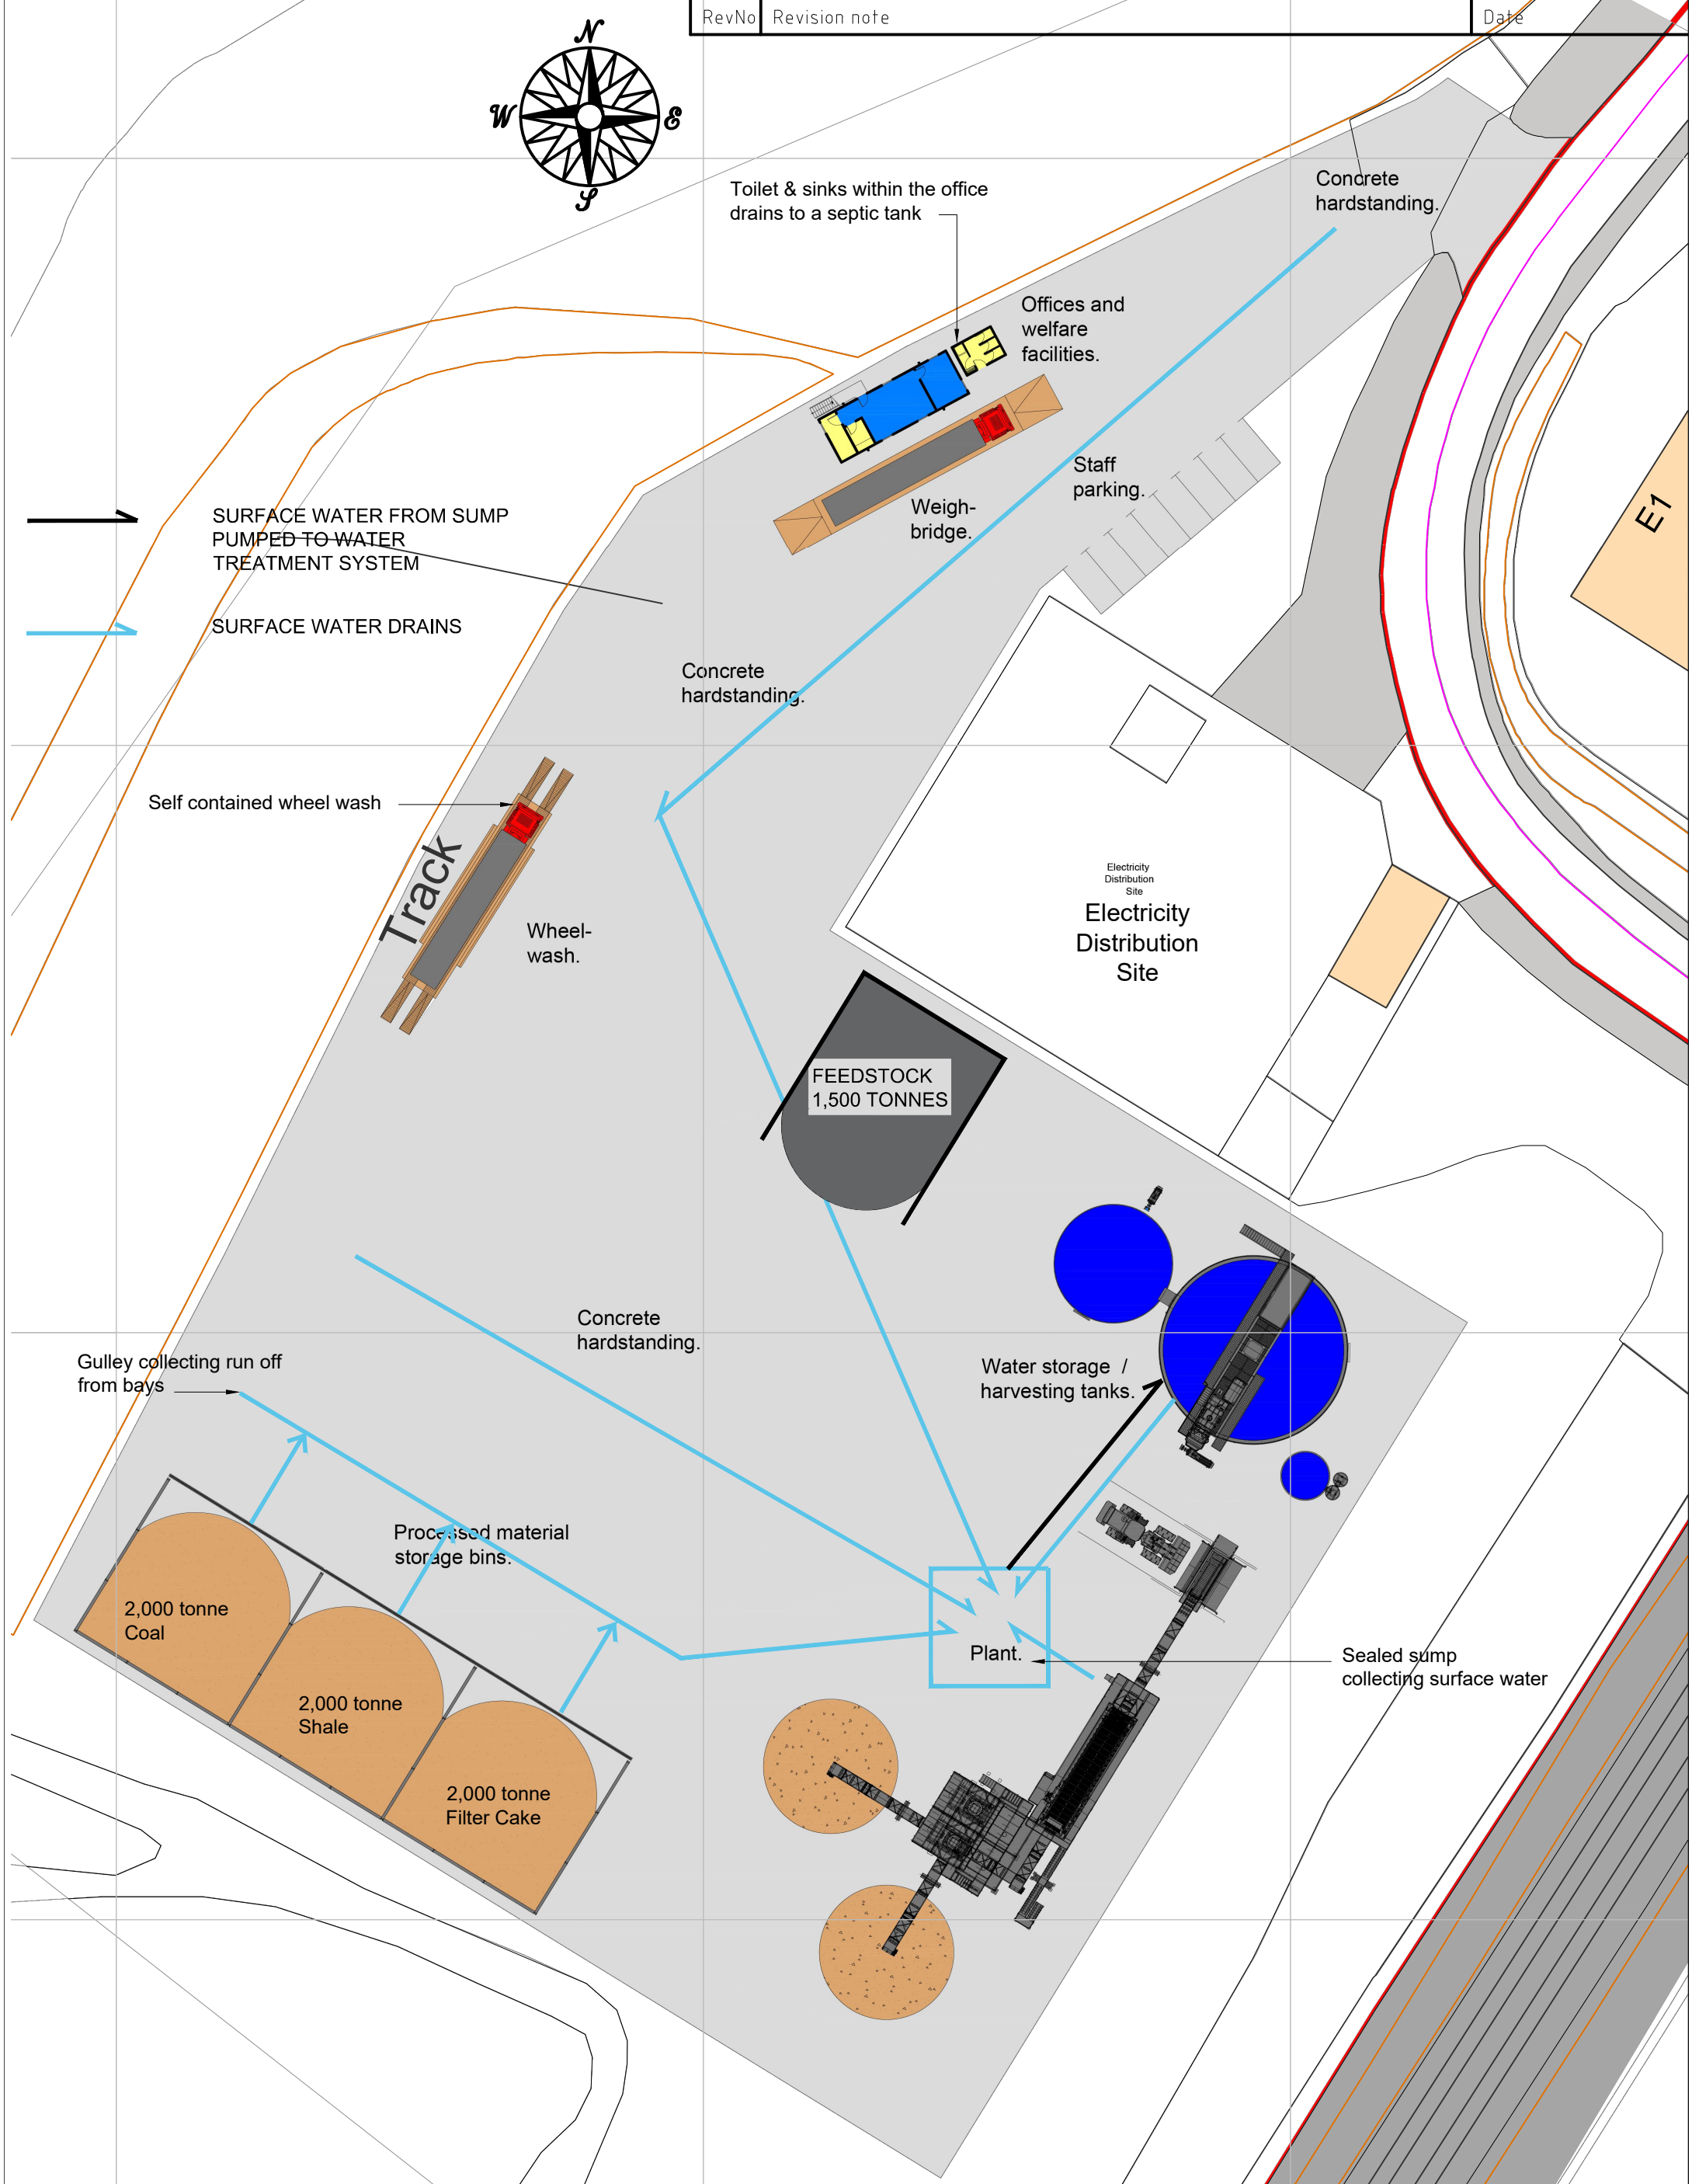 RevNo Revision note Date
N
W E
S
Toilet & sinks within the office
drains to a septic tank
Concrete
hardstanding.
Offices and
welfare
facilities.
Staff
parking.
Weigh-
bridge.
E1
SURFACE WATER FROM SUMP
PUMPED TO WATER
TREATMENT SYSTEM
SURFACE WATER DRAINS
Concrete
hardstanding.
Self contained wheel wash
Track
Wheel-
wash.
Electricity
Distribution
Site
Electricity
Distribution
Site
FEEDSTOCK
1,500 TONNES
Concrete
hardstanding.
Gulley collecting run off
from bays
Water storage /
harvesting tanks.
Processed material
storage bins.
2,000 tonne
Coal
2,000 tonne
Shale
2,000 tonne
Filter Cake
Plant.
Sealed sump
collecting surface water